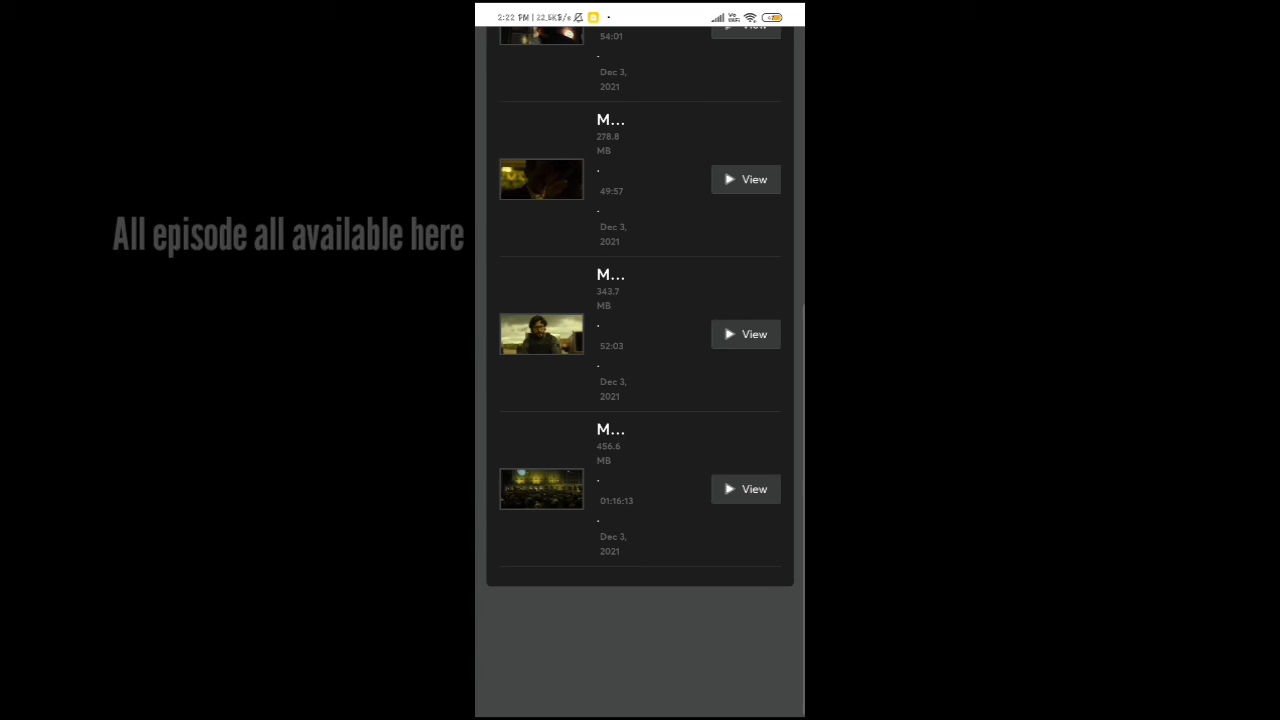 2:22 PM | 22.5KB/s
54:01
View
Dec 3,
2021
M...
278.8
MB
49:57
View
Dec 3,
2021
All episode all available here
M...
343.7
MB
52:03
View
Dec 3,
2021
M...
456.6
MB
01:16:13
View
Dec 3,
2021